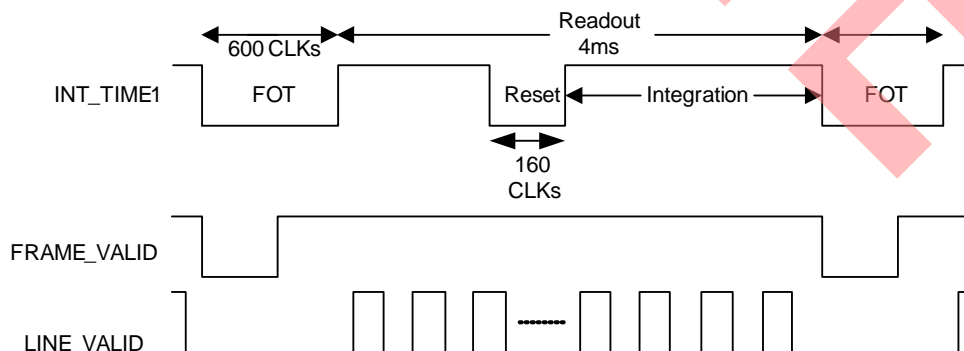 Readout
600 CLKs
4ms
INT_TIME1
FOT
Reset
Integration
FOT
160
CLKs
FRAME_VALID
LINE_VALID